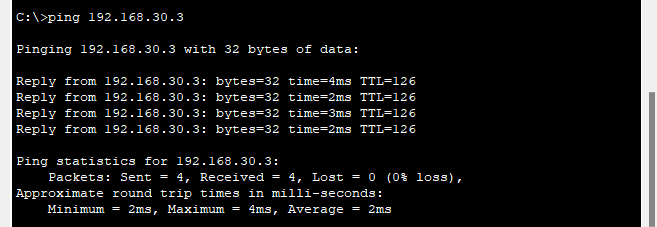 C:\>ping 192.168.30.3
Pinging 192.168.30.3 with 32 bytes of data:
Reply from 192.168.30.3: bytes=32 time=4ms TTL=126
Reply from 192.168.30.3: bytes=32 time=2ms TTL=126
Reply from 192.168.30.3: bytes=32 time=3ms TTL=126
Reply from 192.168.30.3: bytes=32 time=2ms TTL=126
Ping statistics for 192.168.30.3:
    Packets: Sent = 4, Received = 4, Lost = 0 (0% loss),
Approximate round trip times in milli-seconds:
    Minimum = 2ms, Maximum = 4ms, Average = 2ms